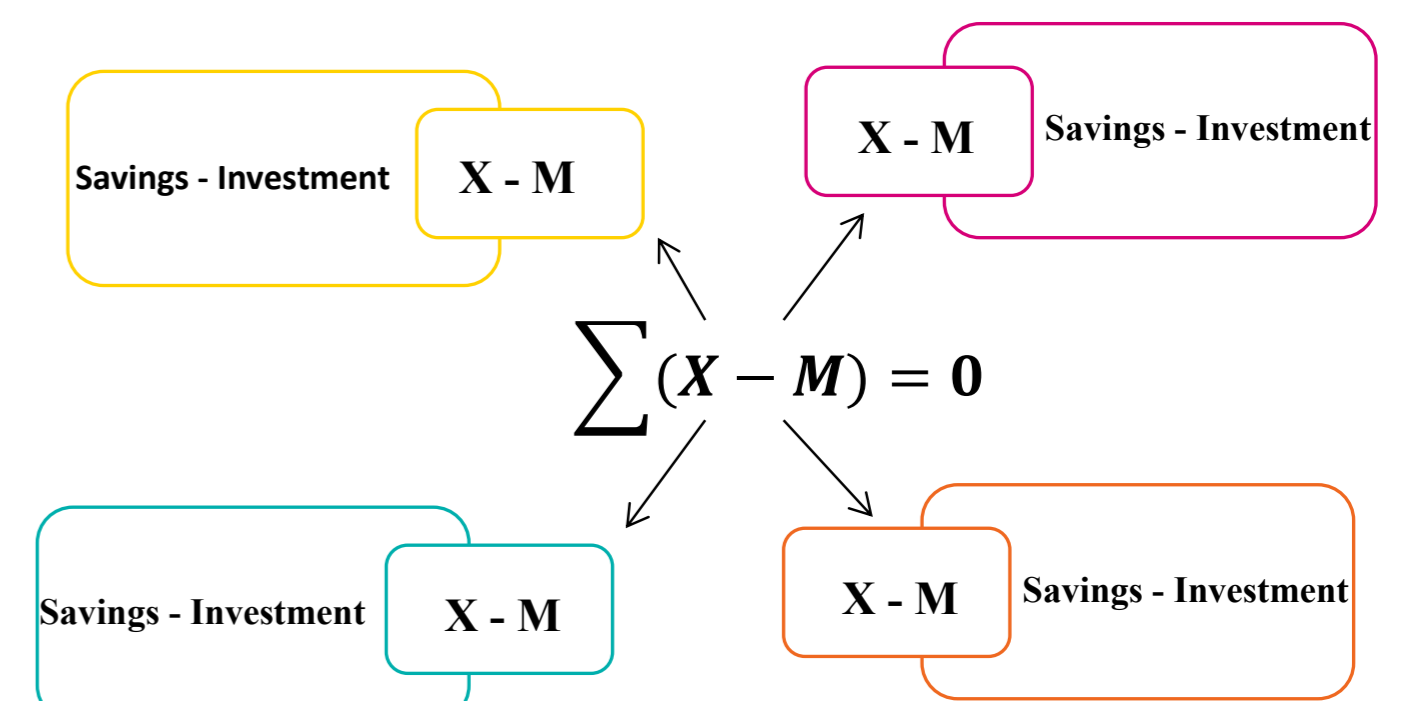 Savings - Investment
X - M
X - M
Savings - Investment
∑(X − M) = 0
Savings - Investment
X - M
X - M
Savings - Investment